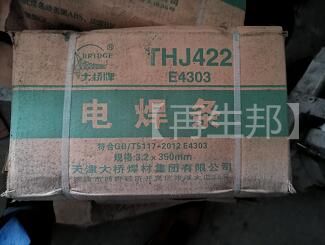 BRIDGE
大桥牌
THJ422
E4303
电焊条
【再生邦】
符合GB/T5117-2012 E4303
规格:3.2×350mm
天津大桥焊材集团有限公司